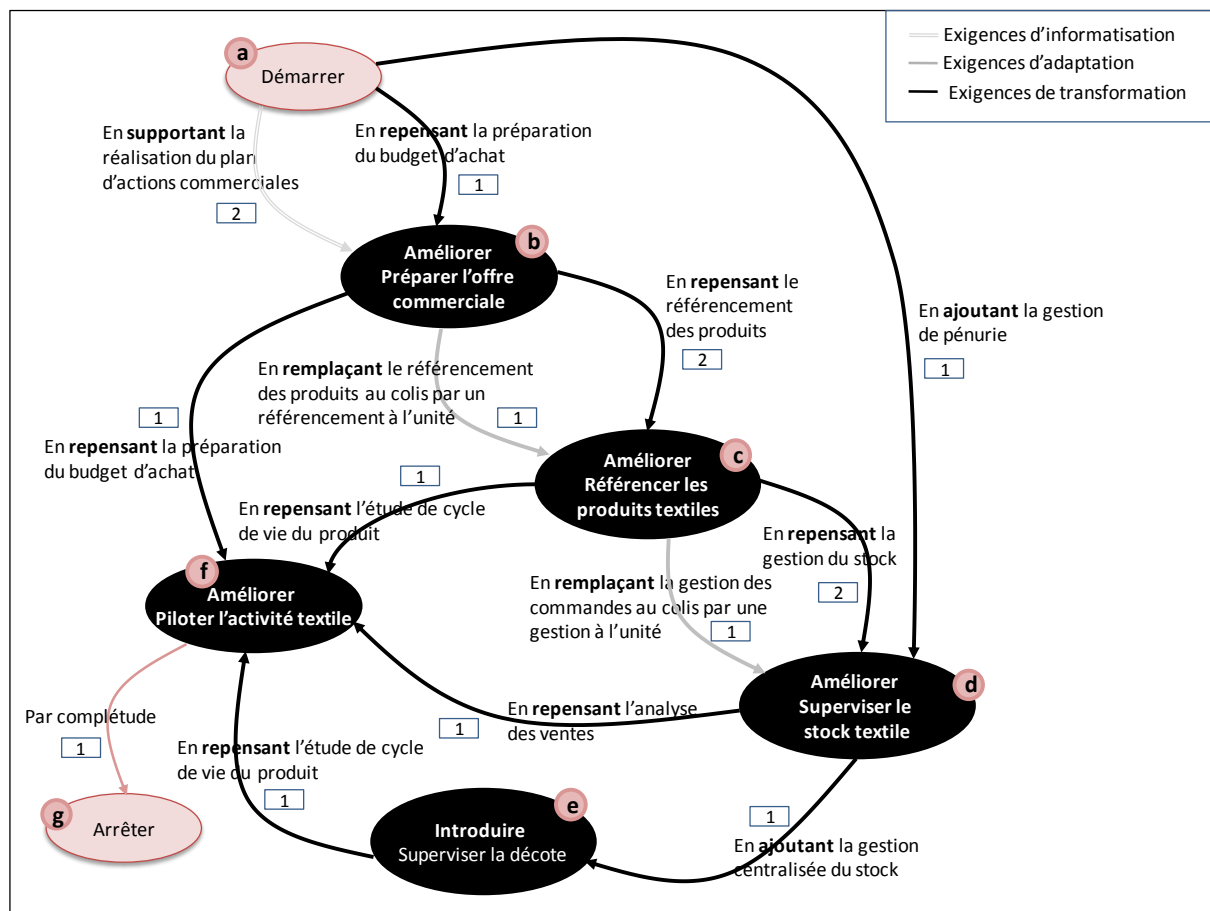 a
Démarrer
Exigences d'informatisation
Exigences d'adaptation
Exigences de transformation
En supportant la
réalisation du plan
d'actions commerciales
2
En repensant la préparation
du budget d'achat
1
b
Améliorer
Préparer l'offre
commerciale
En repensant le
référencement
des produits
2
En ajoutant la gestion
de pénurie
1
En remplaçant le référencement
des produits au colis par un
référencement à l'unité
1
1
En repensant la préparation
du budget d'achat
c
Améliorer
Référencer les
produits textiles
1
En repensant l'étude de cycle
de vie du produit
En repensant la
gestion du stock
2
f
Améliorer
Piloter l'activité textile
En remplaçant la gestion des
commandes au colis par une
gestion à l'unité
1
d
Améliorer
Superviser le
stock textile
En repensant l'analyse
des ventes
1
Par complétude
1
En repensant l'étude de cycle
de vie du produit
1
g
Arrêter
e
Introduire
Superviser la décote
1
En ajoutant la gestion
centralisée du stock